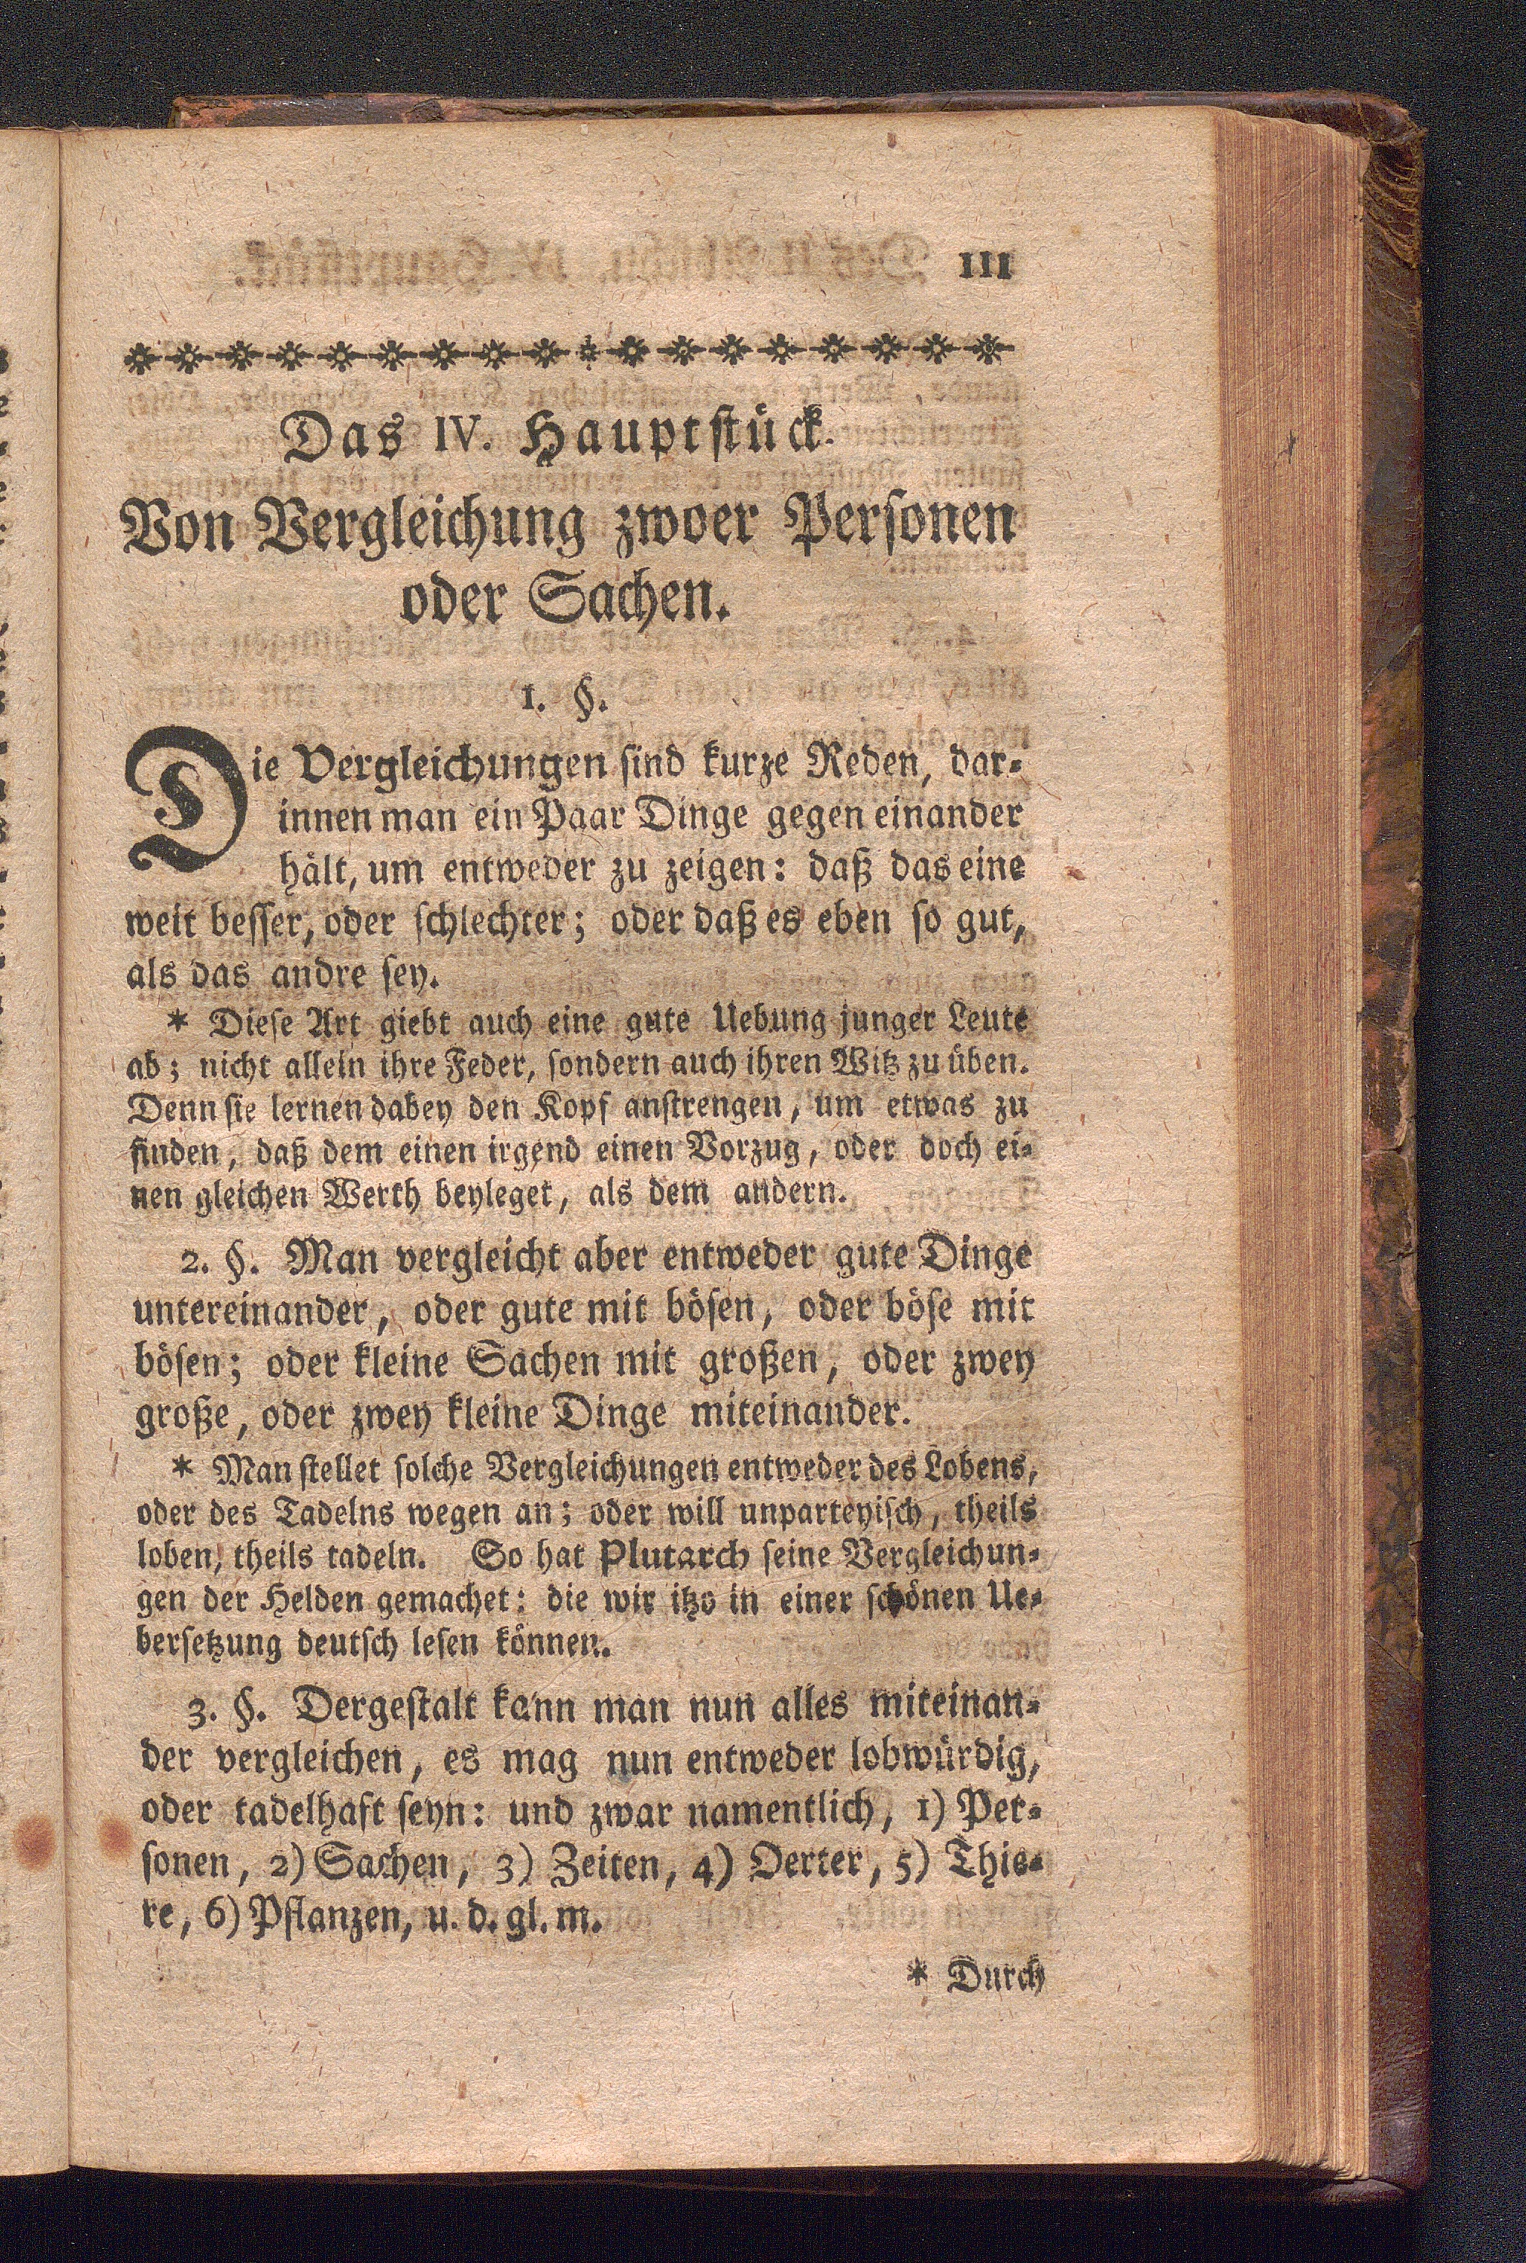 111
Das IV. Hauptſtück.
Von Vergleichung zwoer Perſonen
oder Sachen.
1. §.
Die Vergleichungen ſind kurze Reden, dar-
innen man ein Paar Dinge gegen einander
hält, um entweder zu zeigen: daß das eine
weit beſſer, oder ſchlechter; oder daß es eben ſo gut,
als das andre ſey.
* Dieſe Art giebt auch eine gute Uebung junger Leute
ab; nicht allein ihre Feder, ſondern auch ihren Witz zu üben.
Denn ſie lernen dabey den Kopf anſtrengen, um etwas zu
finden, daß dem einen irgend einen Vorzug, oder doch ei-
nen gleichen Werth beyleget, als dem andern.
2. §. Man vergleicht aber entweder gute Dinge
untereinander, oder gute mit böſen, oder böſe mit
böſen; oder kleine Sachen mit großen, oder zwey
große, oder zwey kleine Dinge miteinander.
* Man ſtellet ſolche Vergleichungen entweder des Lobens,
oder des Tadelns wegen an; oder will unparteyiſch, theils
loben, theils tadeln. So hat Plutarch ſeine Vergleichun-
gen der Helden gemachet: die wir itzo in einer ſchönen Ue-
berſetzung deutſch leſen können.
3. §. Dergeſtalt kann man nun alles miteinan-
der vergleichen, es mag nun entweder lobwürdig,
oder tadelhaft ſeyn: und zwar namentlich, 1) Per-
ſonen, 2) Sachen, 3) Zeiten, 4) Oerter, 5) Thie-
re, 6) Pflanzen, u. d. gl. m.
* Durch